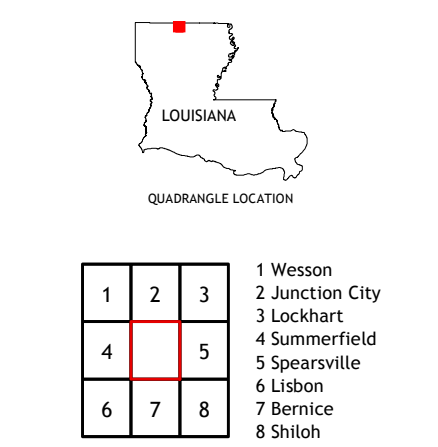 LOUISIANA
QUADRANGLE LOCATION
1 2 3
4 5
6 7 8
1 Wesson
2 Junction City
3 Lockhart
4 Summerfield
5 Spearsville
6 Lisbon
7 Bernice
8 Shiloh